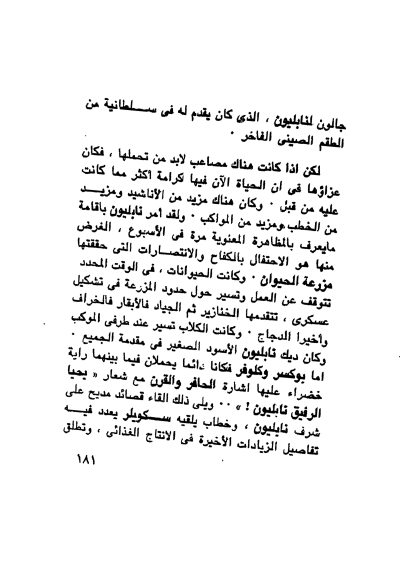 جالون لنابليون ، الذى كان يقدم له فى ســلطانية من
الطقم الصينى الفاخر .
لكن اذا كانت هناك مصاعب لابد من تحملها ، فكان
عزاؤها فى ان الحياة الآن فيها كرامة أكثر مما كانت
عليه من قبل . وكان هناك مزيد من الأناشيد ومزيــد
من الخطب ومزيد من المواكب . ولقد أمر نابليون باقامة
مايعرف بالمظاهرة المعنوية مرة فى الأسبوع ، الغرض
منها هو الاحتفال بالكفاح والانتصارات التى حققتها
مزرعة الحيوان . وكانت الحيوانات ، فى الوقت المحدد
تتوقف عن العمل وتسير حول حدود المزرعة فى تشكيل
عسكرى ، تتقدمها الخنازير ثم الجياد فالأبقار فالخراف
وأخيرا الدجاج . وكانت الكلاب تسير عند طرفى الموكب
وكان ديك نابليون الأسود الصغير فى مقدمة الجميع .
اما بوكسر وكلوفر فكانا دائما يحملان فيما بينهما راية
خضراء عليها اشارة الحافر والقرن مع شعار « يحيا
الرفيق نابليون ! » . . ويلى ذلك القاء قصائد مديح على
شرف نابليون ، وخطاب يلقيه ســكويلر يعدد فيــه
تفاصيل الزيادات الأخيرة فى الانتاج الغذائى ، وتطلق
١٨١